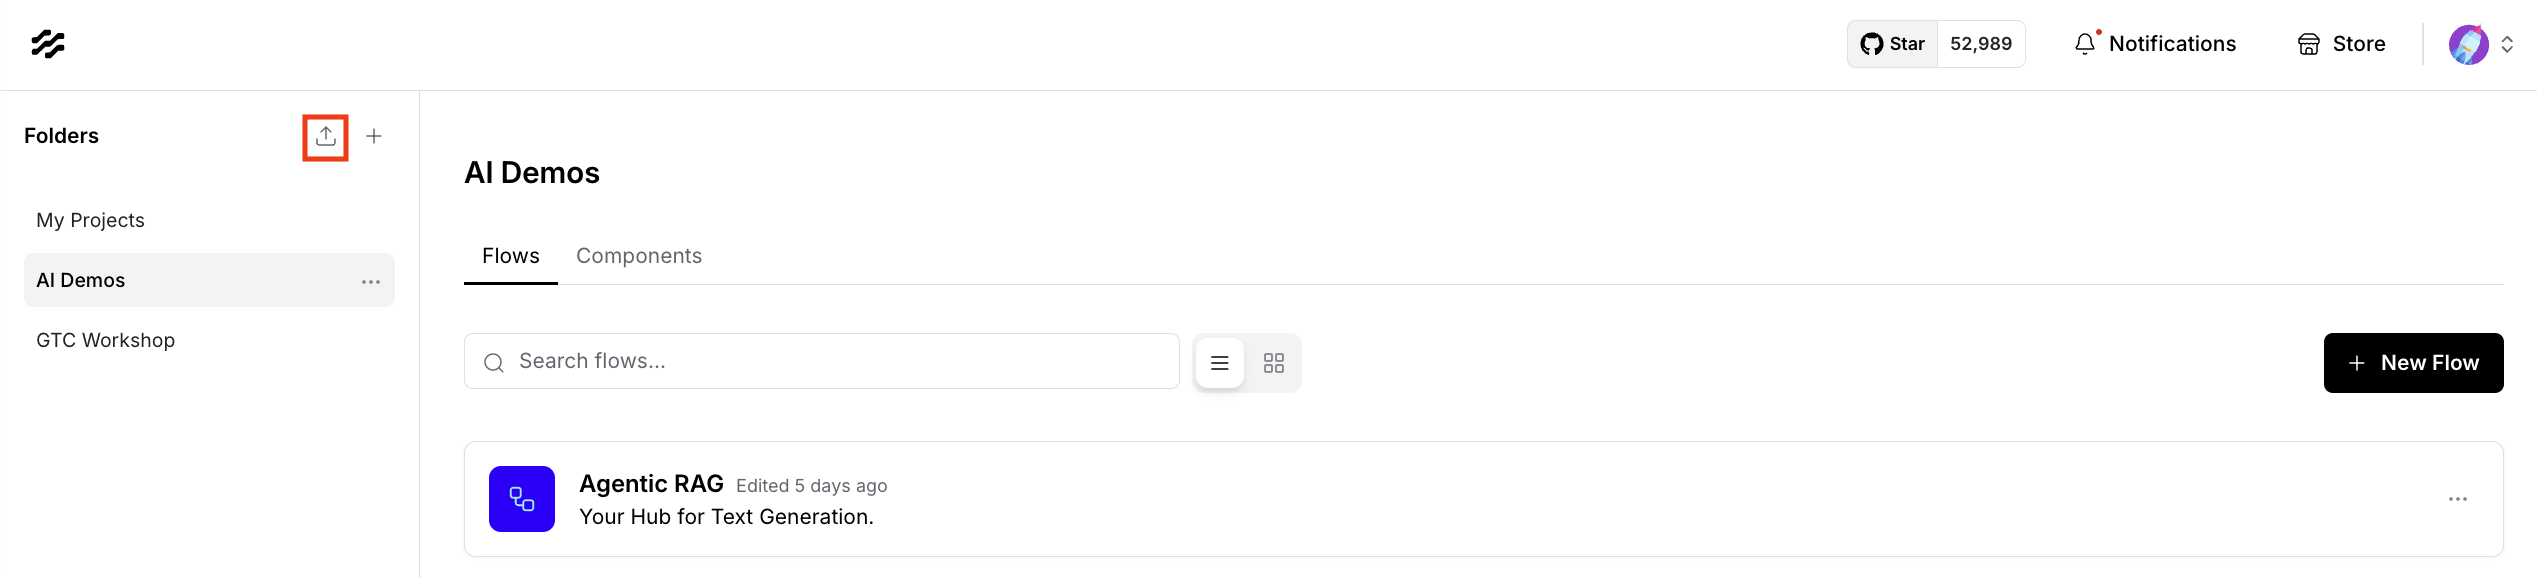 Star 52,989 Notifications Store
Folders
My Projects
AI Demos
GTC Workshop
AI Demos
Flows Components
Search flows...
New Flow
Agentic RAG Edited 5 days ago
Your Hub for Text Generation.